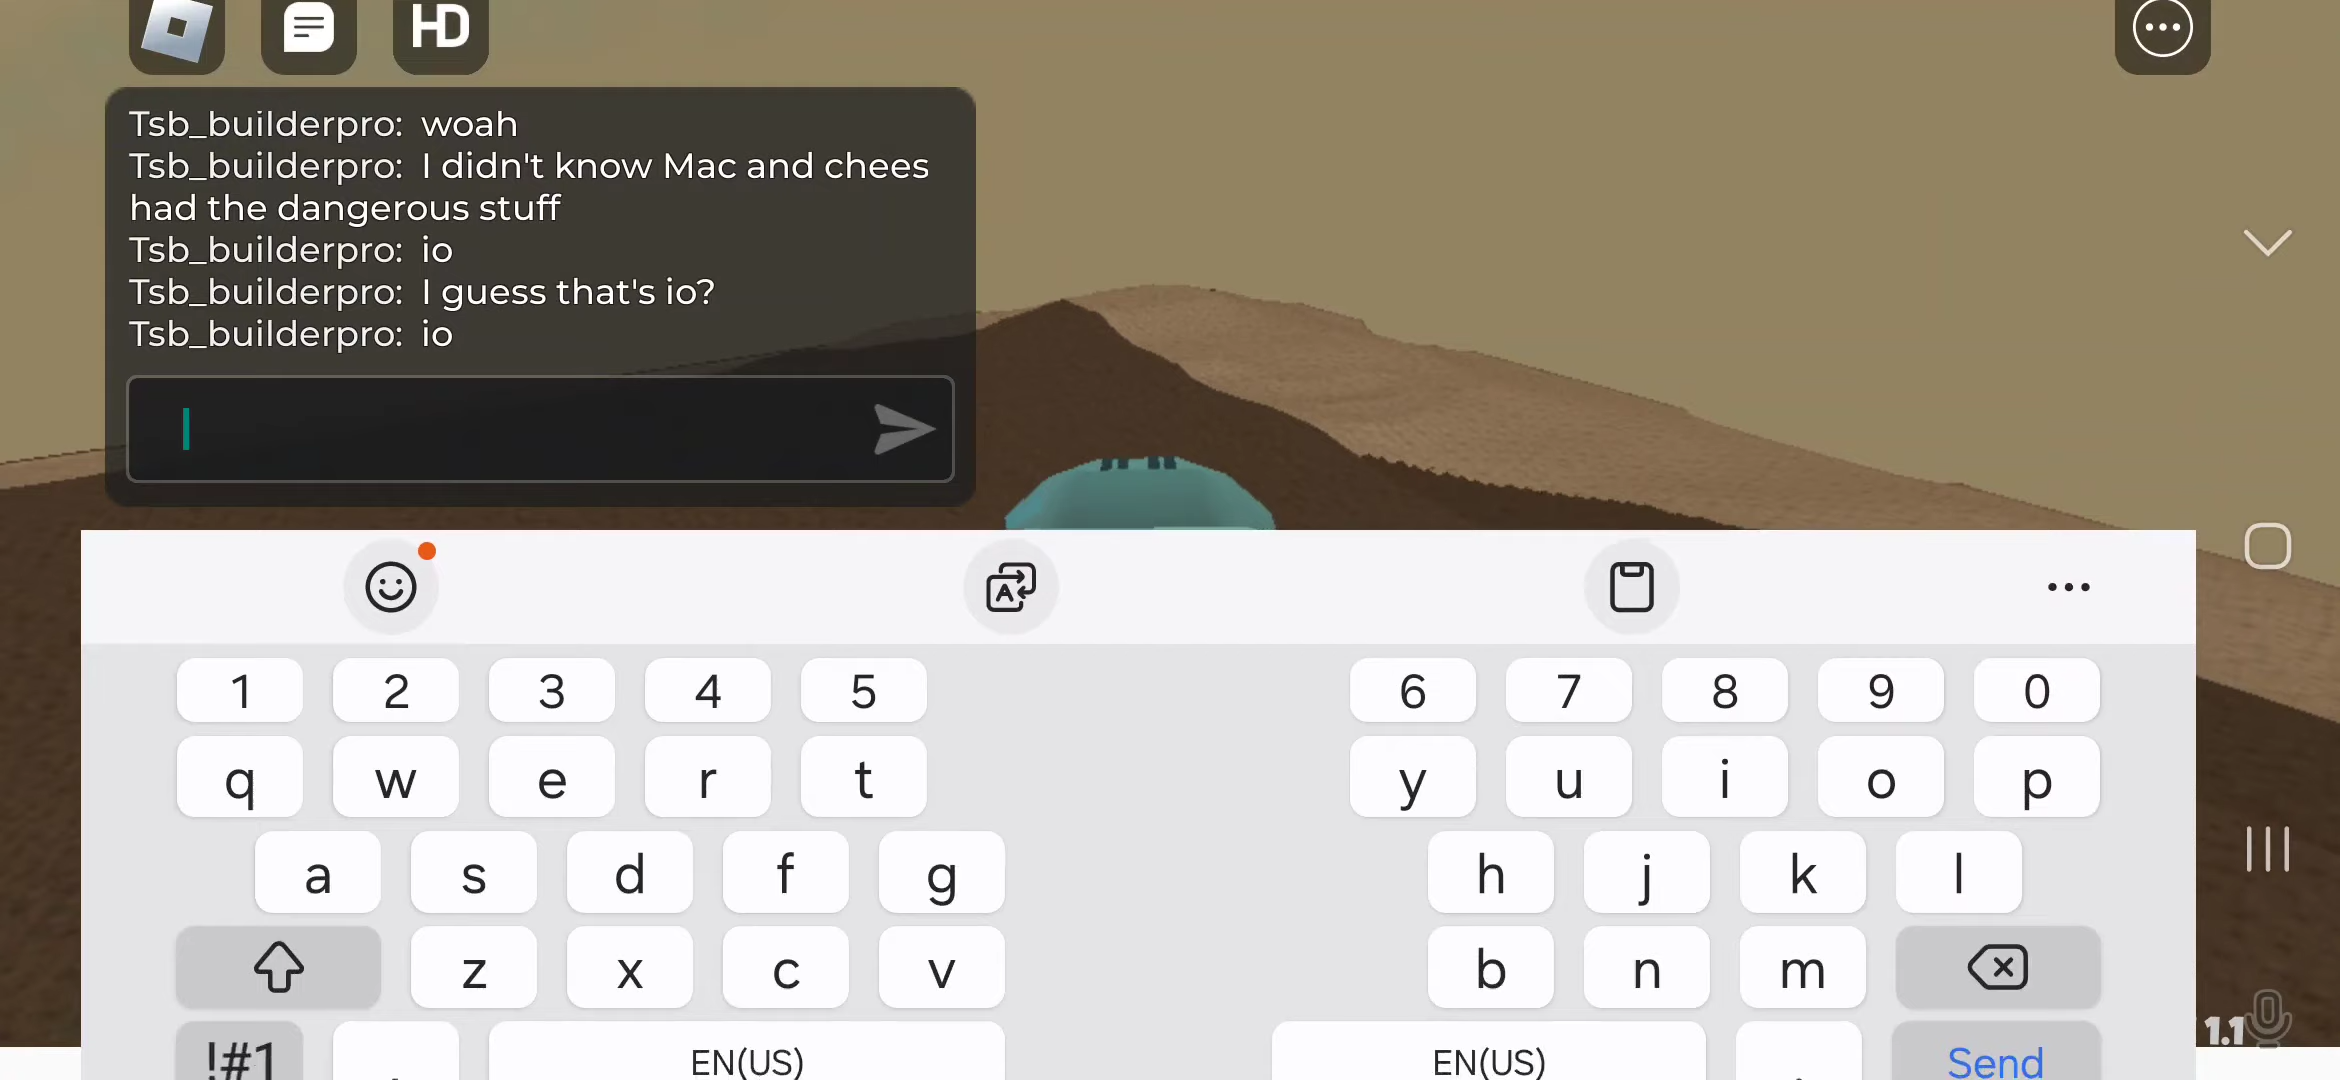 HD
Tsb_builderpro: woah
Tsb_builderpro: I didn't know Mac and chees
had the dangerous stuff
Tsb_builderpro: io
Tsb_builderpro: I guess that's io?
Tsb_builderpro: io
A
1 2 3 4 5 6 7 8 9 0
q w e r t y u i o p
a s d f g h j k l
z x c v b n m
1.1
!#1 , EN(US) EN(US) . Send